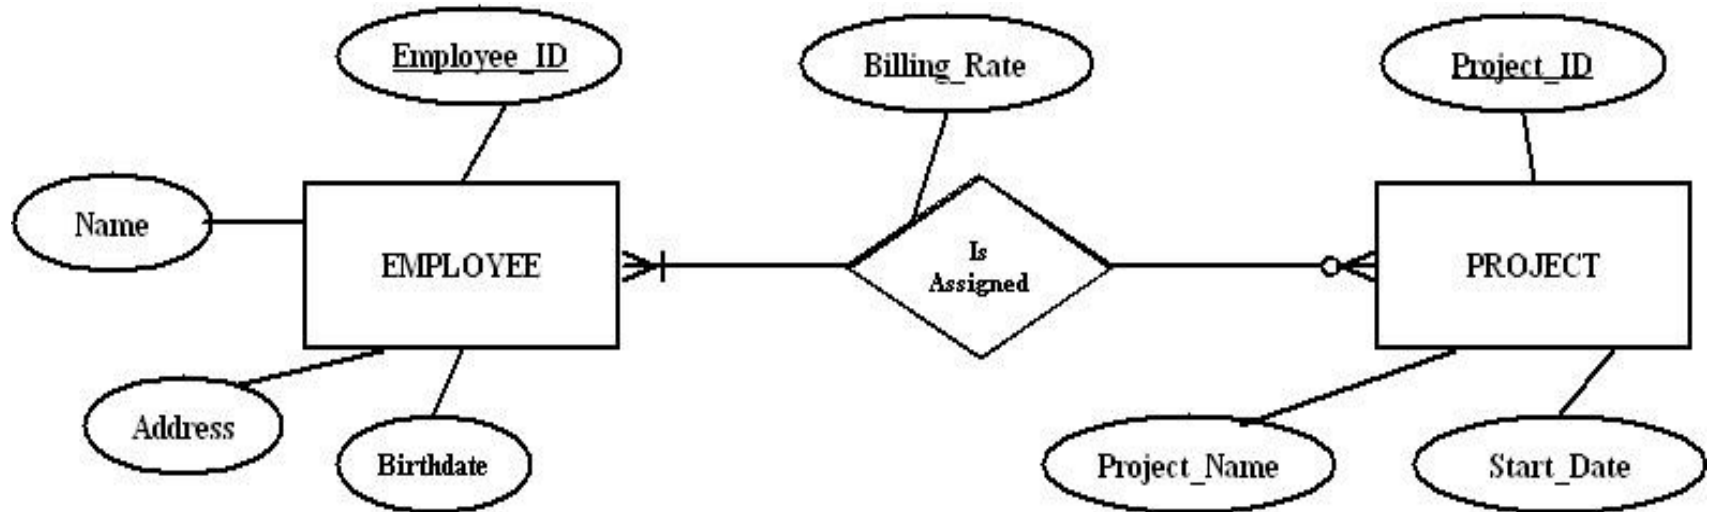 Employee_ID
Billing_Rate
Project_ID
Name
EMPLOYEE
Is
Assigned
PROJECT
Address
Birthdate
Project_Name
Start_Date